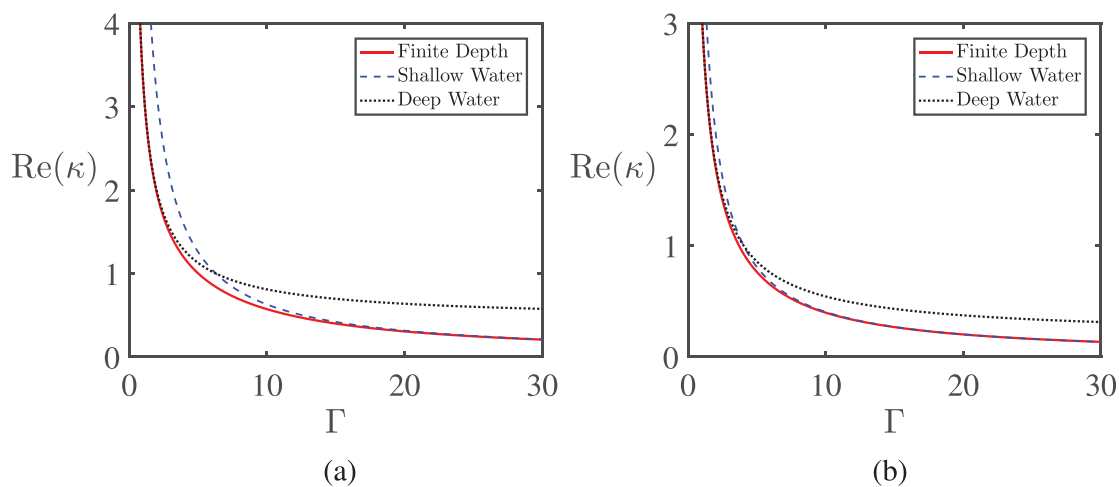 4
3
2
1
0
Re(κ)
0 10 20 30
Γ
Finite Depth
Shallow Water
Deep Water
(a)
3
2
1
0
Re(κ)
0 10 20 30
Γ
Finite Depth
Shallow Water
Deep Water
(b)